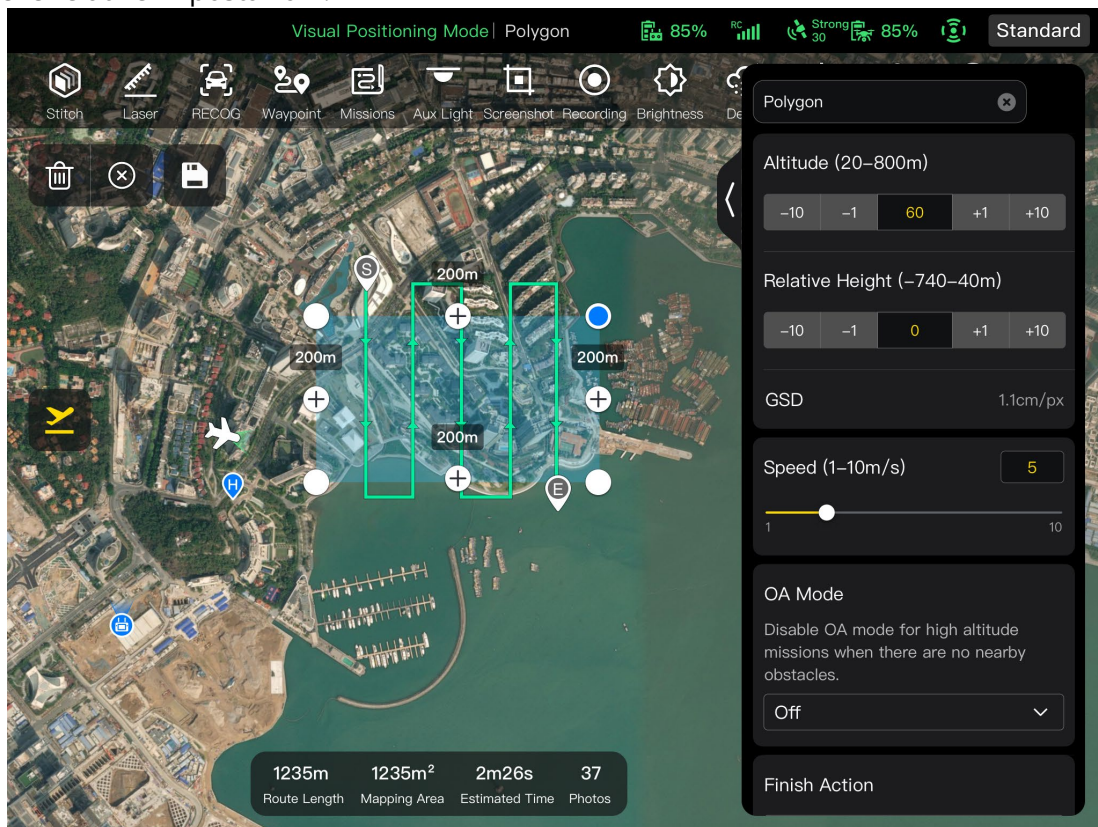 Visual Positioning Mode | Polygon
85%
RC
Strong
30
85%
Standard
Stitch
Laser
RECOG
Waypoint
Missions
Aux Light
Screenshot
Recording
Brightness
Polygon
Altitude (20–800m)
–10 –1 60 +1 +10
Relative Height (–740–40m)
–10 –1 0 +1 +10
GSD 1.1cm/px
Speed (1–10m/s) 5
1 10
OA Mode
Disable OA mode for high altitude
missions when there are no nearby
obstacles.
Off
Finish Action
S
200m
200m
200m
200m
E
H
1235m 1235m² 2m26s 37
Route Length Mapping Area Estimated Time Photos